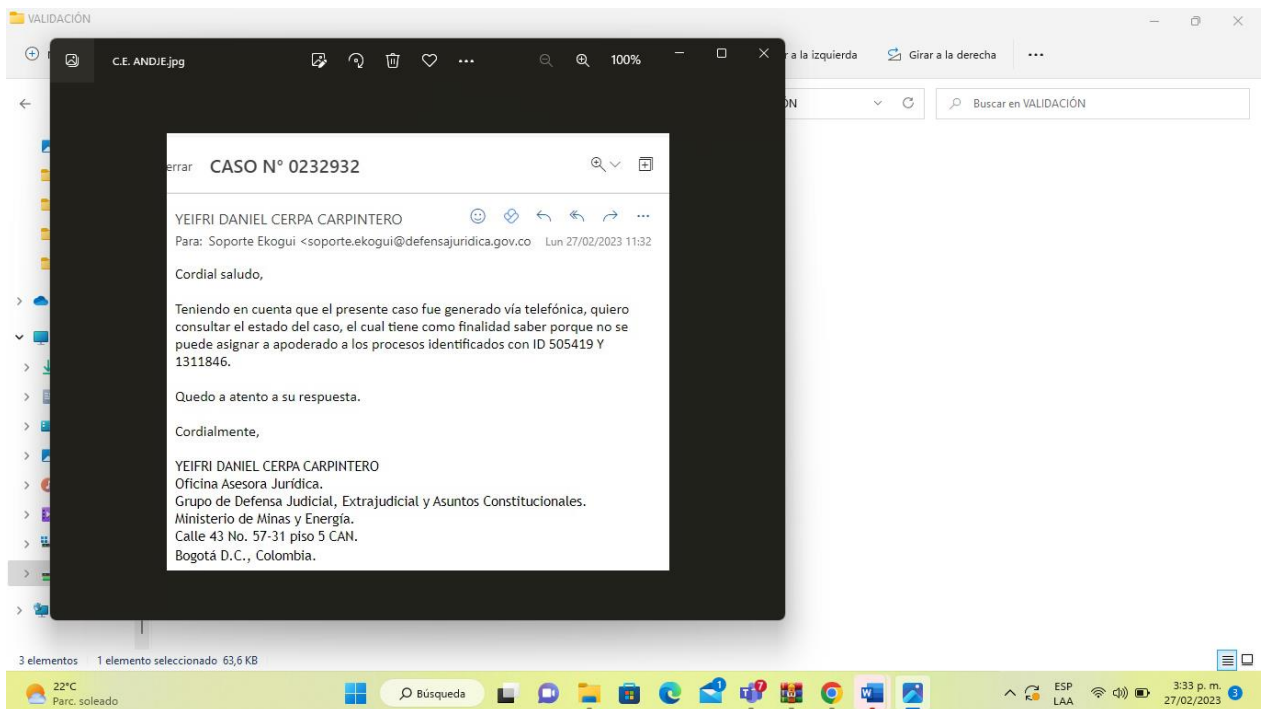 VALIDACIÓN
C.E. ANDJE.jpg
100%
a la izquierda
Girar a la derecha
Buscar en VALIDACIÓN
CASO N° 0232932
YEIFRI DANIEL CERPA CARPINTERO
Para: Soporte Ekogui <soporte.ekogui@defensajuridica.gov.co Lun 27/02/2023 11:32
Cordial saludo,
Teniendo en cuenta que el presente caso fue generado vía telefónica, quiero
consultar el estado del caso, el cual tiene como finalidad saber porque no se
puede asignar a apoderado a los procesos identificados con ID 505419 Y
1311846.
Quedo a atento a su respuesta.
Cordialmente,
YEIFRI DANIEL CERPA CARPINTERO
Oficina Asesora Jurídica.
Grupo de Defensa Judicial, Extrajudicial y Asuntos Constitucionales.
Ministerio de Minas y Energía.
Calle 43 No. 57-31 piso 5 CAN.
Bogotá D.C., Colombia.
3 elementos 1 elemento seleccionado 63,6 KB
22°C
Parc. soleado
Búsqueda
1
7
ESP
LAA
3:33 p. m.
27/02/2023
3